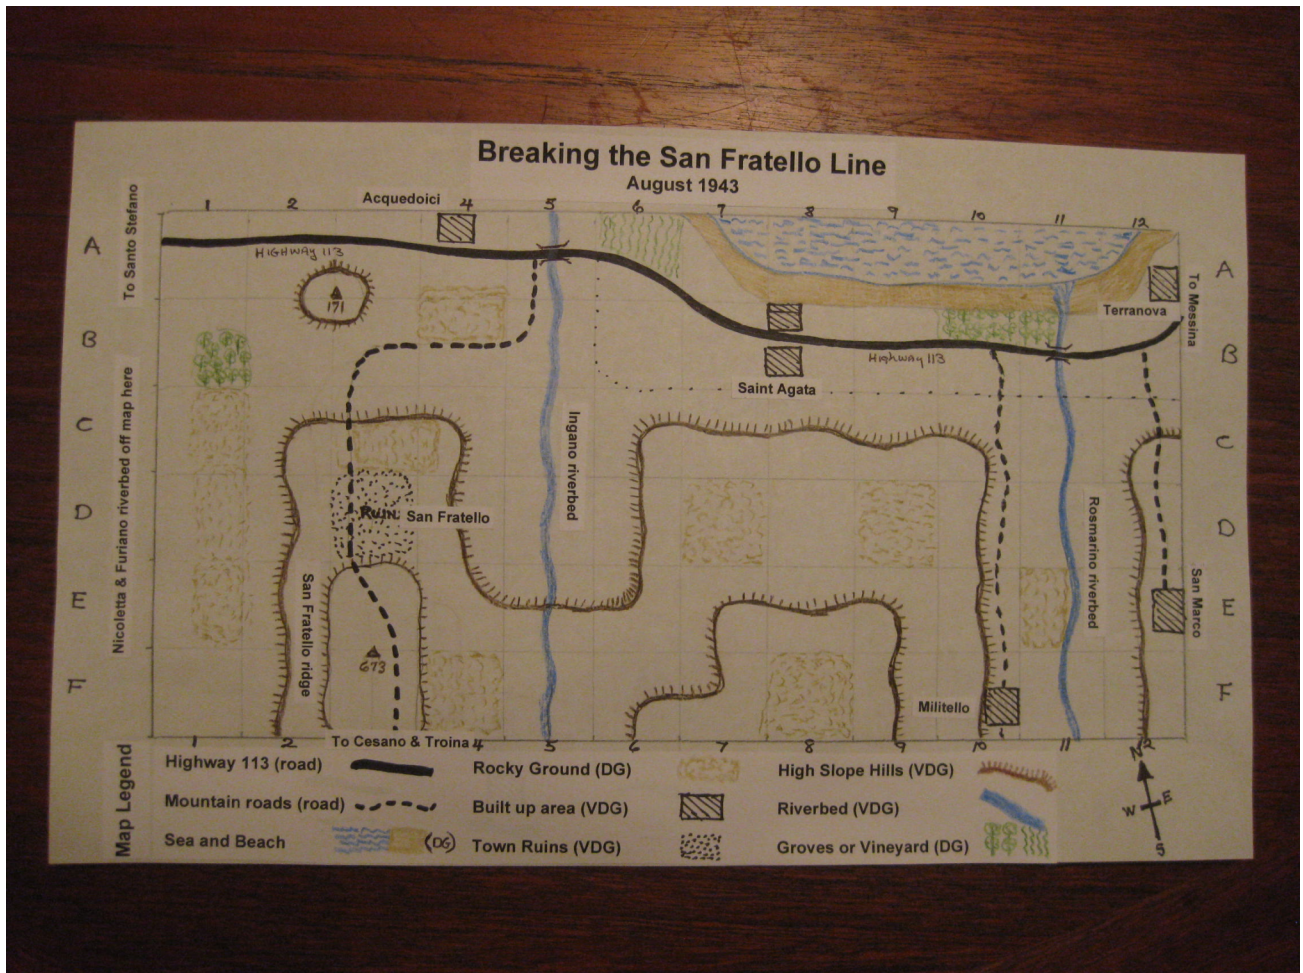 Breaking the San Fratello Line
August 1943
Acquedoici
1 2 4 5 6 7 8 9 10 11 12
To Santo Stefano
A
HIGHWAY 113
A
171
Terranova
To Messina
B
B
Highway 113
Saint Agata
Nicoletta & Furiano riverbed off map here
C
C
Ingano riverbed
D
Ruin
San Fratello
D
Rosmarino riverbed
E
San Fratello ridge
San Marco
E
673
F
Militello
F
To Cesano & Troina
1 2 4 5 6 7 8 9 10 11 12
Map Legend
Highway 113 (road)
Rocky Ground (DG)
High Slope Hills (VDG)
Mountain roads (road)
Built up area (VDG)
Riverbed (VDG)
Sea and Beach
(DG)
Town Ruins (VDG)
Groves or Vineyard (DG)
N
W E
S